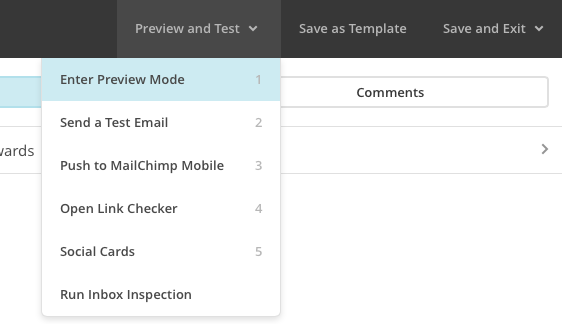 Preview and Test Save as Template Save and Exit
Enter Preview Mode 1
Comments
Send a Test Email 2
wards
Push to MailChimp Mobile 3
Open Link Checker 4
Social Cards 5
Run Inbox Inspection